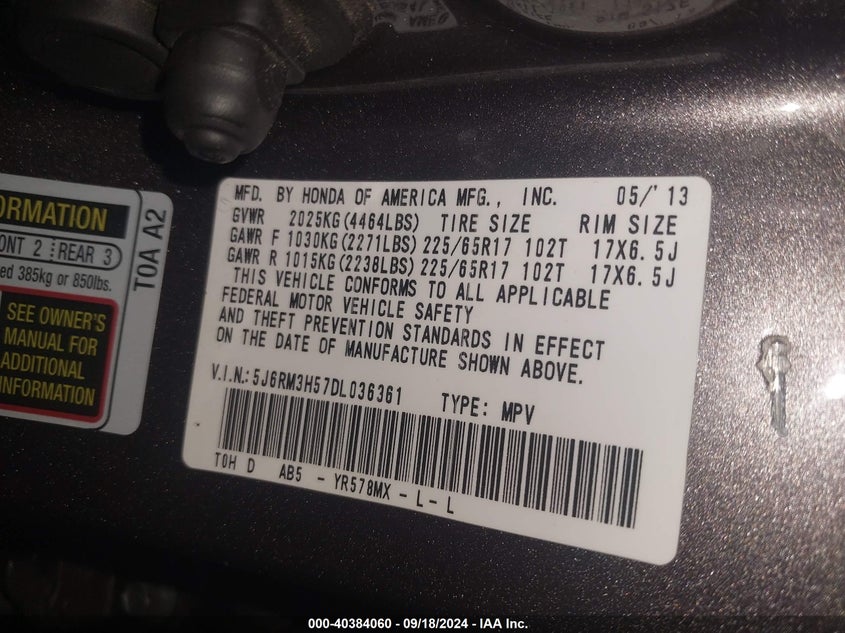 ORMATION
ONT 2 REAR 3
ed 385kg or 850lbs.
SEE OWNER'S
MANUAL FOR
ADDITIONAL
INFORMATION
T0A A2
MFD. BY HONDA OF AMERICA MFG., INC. 05/'13
GVWR 2025KG(4464LBS) TIRE SIZE RIM SIZE
GAWR F 1030KG(2271LBS) 225/65R17 102T 17X6.5J
GAWR R 1015KG(2238LBS) 225/65R17 102T 17X6.5J
THIS VEHICLE CONFORMS TO ALL APPLICABLE
FEDERAL MOTOR VEHICLE SAFETY
AND THEFT PREVENTION STANDARDS IN EFFECT
ON THE DATE OF MANUFACTURE SHOWN ABOVE.
V.I.N.: 5J6RM3H57DL036361 TYPE: MPV
T0H D AB5 - YR578MX - L - L
000-40384060 - 09/18/2024 - IAA Inc.